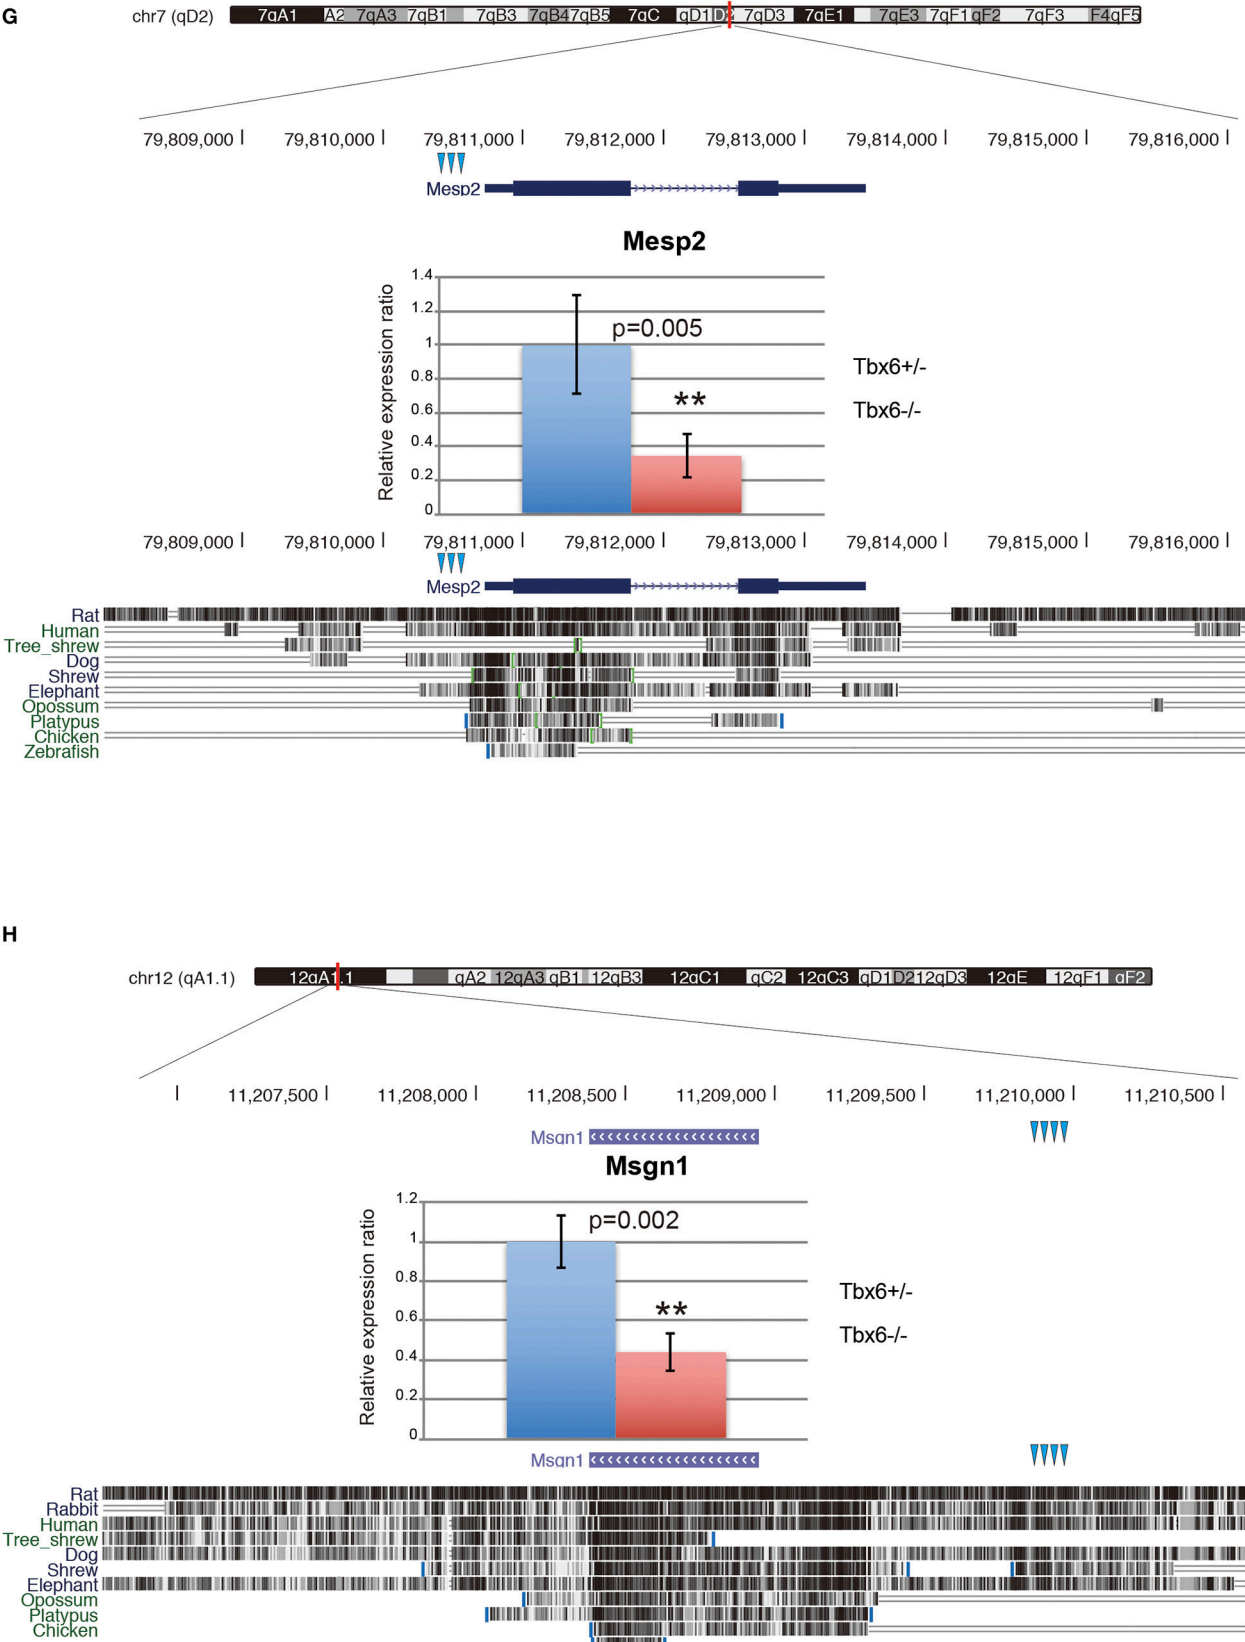 G
chr7 (qD2) 7qA1 A2 7qA3 7qB1 7qB3 7qB4 7qB5 7qC qD1 D2 7qD3 7qE1 7qE3 7qF1 qF2 7qF3 F4 qF5
79,809,000 79,810,000 79,811,000 79,812,000 79,813,000 79,814,000 79,815,000 79,816,000
Mesp2
Mesp2
Relative expression ratio
1.4
1.2
1
0.8
0.6
0.4
0.2
0
p=0.005
**
Tbx6+/-
Tbx6-/-
79,809,000 79,810,000 79,811,000 79,812,000 79,813,000 79,814,000 79,815,000 79,816,000
Mesp2
Rat
Human
Tree_shrew
Dog
Shrew
Elephant
Opossum
Platypus
Chicken
Zebrafish
H
chr12 (qA1.1) 12qA1.1 qA2 12qA3 qB1 12qB3 12qC1 qC2 12qC3 qD1 D2 12qD3 12qE 12qF1 qF2
11,207,500 11,208,000 11,208,500 11,209,000 11,209,500 11,210,000 11,210,500
Msgn1
Msgn1
Relative expression ratio
1.2
1
0.8
0.6
0.4
0.2
0
p=0.002
**
Tbx6+/-
Tbx6-/-
Msgn1
Rat
Rabbit
Human
Tree_shrew
Dog
Shrew
Elephant
Opossum
Platypus
Chicken